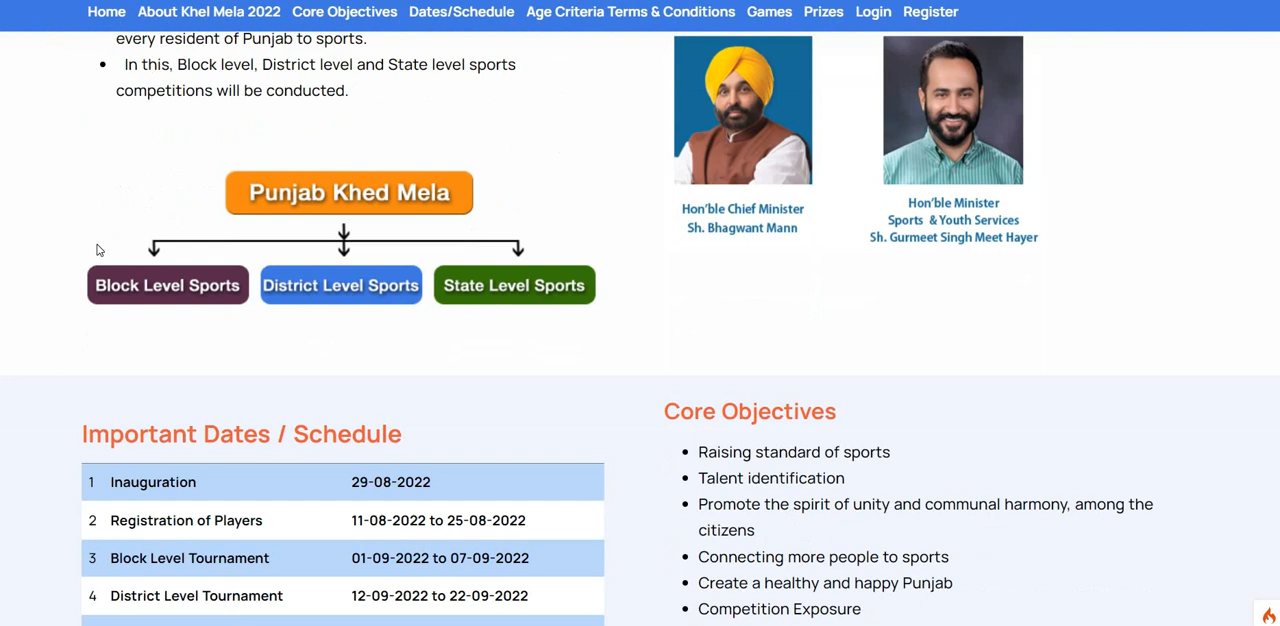 Home About Khel Mela 2022 Core Objectives Dates/Schedule Age Criteria Terms & Conditions Games Prizes Login Register
every resident of Punjab to sports.
In this, Block level, District level and State level sports
competitions will be conducted.
Punjab Khed Mela
Block Level Sports District Level Sports State Level Sports
Hon'ble Chief Minister
Sh. Bhagwant Mann
Hon'ble Minister
Sports & Youth Services
Sh. Gurmeet Singh Meet Hayer
Important Dates / Schedule
1 Inauguration 29-08-2022
2 Registration of Players 11-08-2022 to 25-08-2022
3 Block Level Tournament 01-09-2022 to 07-09-2022
4 District Level Tournament 12-09-2022 to 22-09-2022
Core Objectives
Raising standard of sports
Talent identification
Promote the spirit of unity and communal harmony, among the
citizens
Connecting more people to sports
Create a healthy and happy Punjab
Competition Exposure